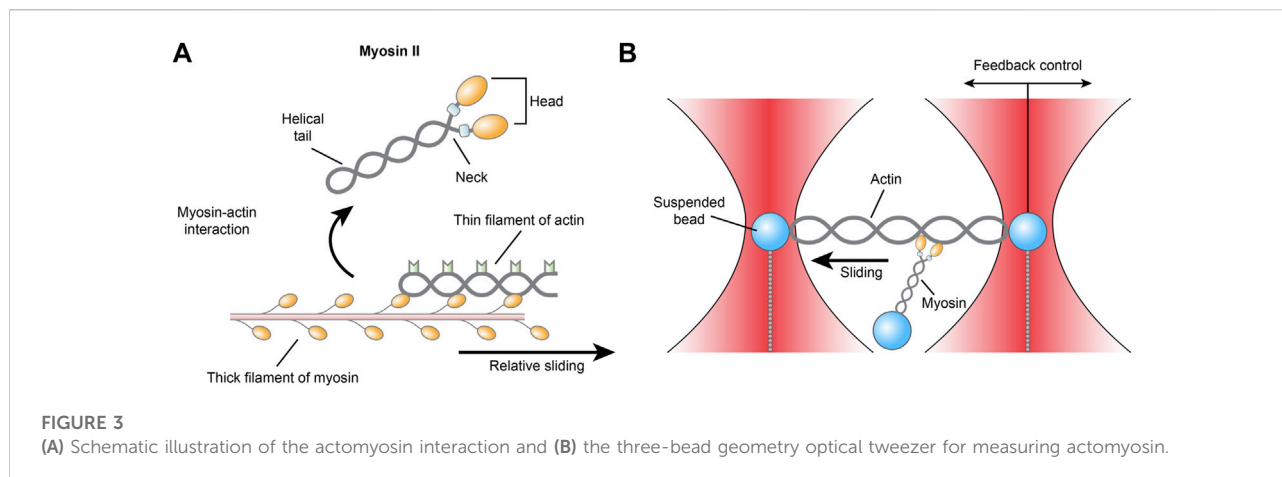 A
Myosin II
Head
Helical
tail
Neck
Myosin-actin
interaction
Thin filament of actin
Thick filament of myosin
Relative sliding
B
Feedback control
Actin
Suspended
bead
Sliding
Myosin
FIGURE 3
(A) Schematic illustration of the actomyosin interaction and (B) the three-bead geometry optical tweezer for measuring actomyosin.